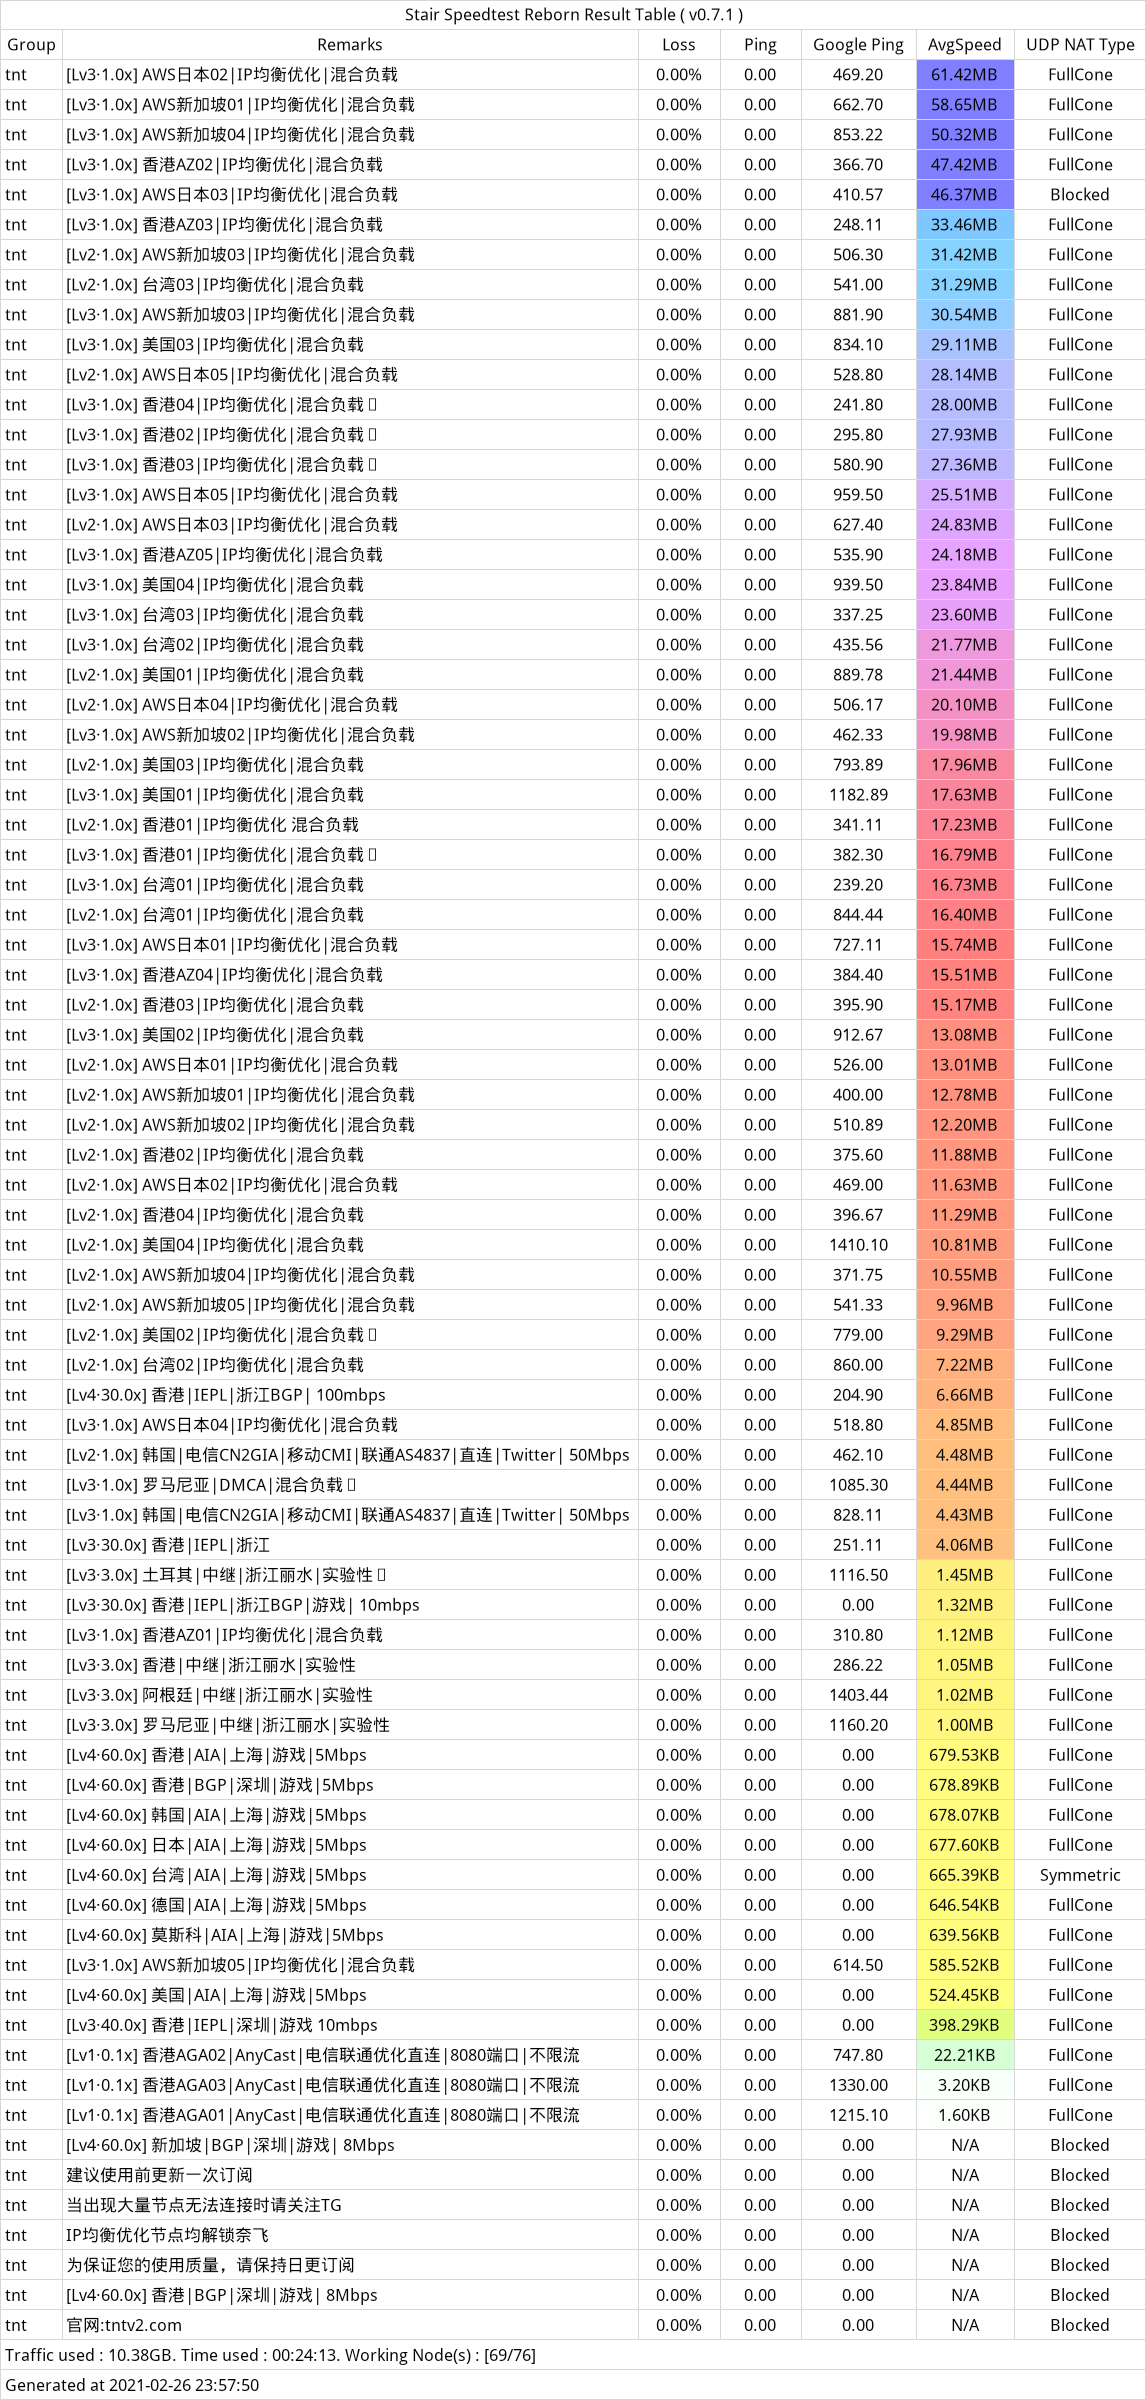 Stair Speedtest Reborn Result Table ( v0.7.1 )
Group Remarks Loss Ping Google Ping AvgSpeed UDP NAT Type
tnt [Lv3·1.0x] AWS日本02|IP均衡优化|混合负载 0.00% 0.00 469.20 61.42MB FullCone
tnt [Lv3·1.0x] AWS新加坡01|IP均衡优化|混合负载 0.00% 0.00 662.70 58.65MB FullCone
tnt [Lv3·1.0x] AWS新加坡04|IP均衡优化|混合负载 0.00% 0.00 853.22 50.32MB FullCone
tnt [Lv3·1.0x] 香港AZ02|IP均衡优化|混合负载 0.00% 0.00 366.70 47.42MB FullCone
tnt [Lv3·1.0x] AWS日本03|IP均衡优化|混合负载 0.00% 0.00 410.57 46.37MB Blocked
tnt [Lv3·1.0x] 香港AZ03|IP均衡优化|混合负载 0.00% 0.00 248.11 33.46MB FullCone
tnt [Lv2·1.0x] AWS新加坡03|IP均衡优化|混合负载 0.00% 0.00 506.30 31.42MB FullCone
tnt [Lv2·1.0x] 台湾03|IP均衡优化|混合负载 0.00% 0.00 541.00 31.29MB FullCone
tnt [Lv3·1.0x] AWS新加坡03|IP均衡优化|混合负载 0.00% 0.00 881.90 30.54MB FullCone
tnt [Lv3·1.0x] 美国03|IP均衡优化|混合负载 0.00% 0.00 834.10 29.11MB FullCone
tnt [Lv2·1.0x] AWS日本05|IP均衡优化|混合负载 0.00% 0.00 528.80 28.14MB FullCone
tnt [Lv3·1.0x] 香港04|IP均衡优化|混合负载 0.00% 0.00 241.80 28.00MB FullCone
tnt [Lv3·1.0x] 香港02|IP均衡优化|混合负载 0.00% 0.00 295.80 27.93MB FullCone
tnt [Lv3·1.0x] 香港03|IP均衡优化|混合负载 0.00% 0.00 580.90 27.36MB FullCone
tnt [Lv3·1.0x] AWS日本05|IP均衡优化|混合负载 0.00% 0.00 959.50 25.51MB FullCone
tnt [Lv2·1.0x] AWS日本03|IP均衡优化|混合负载 0.00% 0.00 627.40 24.83MB FullCone
tnt [Lv3·1.0x] 香港AZ05|IP均衡优化|混合负载 0.00% 0.00 535.90 24.18MB FullCone
tnt [Lv3·1.0x] 美国04|IP均衡优化|混合负载 0.00% 0.00 939.50 23.84MB FullCone
tnt [Lv3·1.0x] 台湾03|IP均衡优化|混合负载 0.00% 0.00 337.25 23.60MB FullCone
tnt [Lv3·1.0x] 台湾02|IP均衡优化|混合负载 0.00% 0.00 435.56 21.77MB FullCone
tnt [Lv2·1.0x] 美国01|IP均衡优化|混合负载 0.00% 0.00 889.78 21.44MB FullCone
tnt [Lv2·1.0x] AWS日本04|IP均衡优化|混合负载 0.00% 0.00 506.17 20.10MB FullCone
tnt [Lv3·1.0x] AWS新加坡02|IP均衡优化|混合负载 0.00% 0.00 462.33 19.98MB FullCone
tnt [Lv2·1.0x] 美国03|IP均衡优化|混合负载 0.00% 0.00 793.89 17.96MB FullCone
tnt [Lv3·1.0x] 美国01|IP均衡优化|混合负载 0.00% 0.00 1182.89 17.63MB FullCone
tnt [Lv2·1.0x] 香港01|IP均衡优化 混合负载 0.00% 0.00 341.11 17.23MB FullCone
tnt [Lv3·1.0x] 香港01|IP均衡优化|混合负载 0.00% 0.00 382.30 16.79MB FullCone
tnt [Lv3·1.0x] 台湾01|IP均衡优化|混合负载 0.00% 0.00 239.20 16.73MB FullCone
tnt [Lv2·1.0x] 台湾01|IP均衡优化|混合负载 0.00% 0.00 844.44 16.40MB FullCone
tnt [Lv3·1.0x] AWS日本01|IP均衡优化|混合负载 0.00% 0.00 727.11 15.74MB FullCone
tnt [Lv3·1.0x] 香港AZ04|IP均衡优化|混合负载 0.00% 0.00 384.40 15.51MB FullCone
tnt [Lv2·1.0x] 香港03|IP均衡优化|混合负载 0.00% 0.00 395.90 15.17MB FullCone
tnt [Lv3·1.0x] 美国02|IP均衡优化|混合负载 0.00% 0.00 912.67 13.08MB FullCone
tnt [Lv2·1.0x] AWS日本01|IP均衡优化|混合负载 0.00% 0.00 526.00 13.01MB FullCone
tnt [Lv2·1.0x] AWS新加坡01|IP均衡优化|混合负载 0.00% 0.00 400.00 12.78MB FullCone
tnt [Lv2·1.0x] AWS新加坡02|IP均衡优化|混合负载 0.00% 0.00 510.89 12.20MB FullCone
tnt [Lv2·1.0x] 香港02|IP均衡优化|混合负载 0.00% 0.00 375.60 11.88MB FullCone
tnt [Lv2·1.0x] AWS日本02|IP均衡优化|混合负载 0.00% 0.00 469.00 11.63MB FullCone
tnt [Lv2·1.0x] 香港04|IP均衡优化|混合负载 0.00% 0.00 396.67 11.29MB FullCone
tnt [Lv2·1.0x] 美国04|IP均衡优化|混合负载 0.00% 0.00 1410.10 10.81MB FullCone
tnt [Lv2·1.0x] AWS新加坡04|IP均衡优化|混合负载 0.00% 0.00 371.75 10.55MB FullCone
tnt [Lv2·1.0x] AWS新加坡05|IP均衡优化|混合负载 0.00% 0.00 541.33 9.96MB FullCone
tnt [Lv2·1.0x] 美国02|IP均衡优化|混合负载 0.00% 0.00 779.00 9.29MB FullCone
tnt [Lv2·1.0x] 台湾02|IP均衡优化|混合负载 0.00% 0.00 860.00 7.22MB FullCone
tnt [Lv4·30.0x] 香港|IEPL|浙江BGP| 100mbps 0.00% 0.00 204.90 6.66MB FullCone
tnt [Lv3·1.0x] AWS日本04|IP均衡优化|混合负载 0.00% 0.00 518.80 4.85MB FullCone
tnt [Lv2·1.0x] 韩国|电信CN2GIA|移动CMI|联通AS4837|直连|Twitter| 50Mbps 0.00% 0.00 462.10 4.48MB FullCone
tnt [Lv3·1.0x] 罗马尼亚|DMCA|混合负载 0.00% 0.00 1085.30 4.44MB FullCone
tnt [Lv3·1.0x] 韩国|电信CN2GIA|移动CMI|联通AS4837|直连|Twitter| 50Mbps 0.00% 0.00 828.11 4.43MB FullCone
tnt [Lv3·30.0x] 香港|IEPL|浙江 0.00% 0.00 251.11 4.06MB FullCone
tnt [Lv3·3.0x] 土耳其|中继|浙江丽水|实验性 0.00% 0.00 1116.50 1.45MB FullCone
tnt [Lv3·30.0x] 香港|IEPL|浙江BGP|游戏| 10mbps 0.00% 0.00 0.00 1.32MB FullCone
tnt [Lv3·1.0x] 香港AZ01|IP均衡优化|混合负载 0.00% 0.00 310.80 1.12MB FullCone
tnt [Lv3·3.0x] 香港|中继|浙江丽水|实验性 0.00% 0.00 286.22 1.05MB FullCone
tnt [Lv3·3.0x] 阿根廷|中继|浙江丽水|实验性 0.00% 0.00 1403.44 1.02MB FullCone
tnt [Lv3·3.0x] 罗马尼亚|中继|浙江丽水|实验性 0.00% 0.00 1160.20 1.00MB FullCone
tnt [Lv4·60.0x] 香港|AIA|上海|游戏|5Mbps 0.00% 0.00 0.00 679.53KB FullCone
tnt [Lv4·60.0x] 香港|BGP|深圳|游戏|5Mbps 0.00% 0.00 0.00 678.89KB FullCone
tnt [Lv4·60.0x] 韩国|AIA|上海|游戏|5Mbps 0.00% 0.00 0.00 678.07KB FullCone
tnt [Lv4·60.0x] 日本|AIA|上海|游戏|5Mbps 0.00% 0.00 0.00 677.60KB FullCone
tnt [Lv4·60.0x] 台湾|AIA|上海|游戏|5Mbps 0.00% 0.00 0.00 665.39KB Symmetric
tnt [Lv4·60.0x] 德国|AIA|上海|游戏|5Mbps 0.00% 0.00 0.00 646.54KB FullCone
tnt [Lv4·60.0x] 莫斯科|AIA|上海|游戏|5Mbps 0.00% 0.00 0.00 639.56KB FullCone
tnt [Lv3·1.0x] AWS新加坡05|IP均衡优化|混合负载 0.00% 0.00 614.50 585.52KB FullCone
tnt [Lv4·60.0x] 美国|AIA|上海|游戏|5Mbps 0.00% 0.00 0.00 524.45KB FullCone
tnt [Lv3·40.0x] 香港|IEPL|深圳|游戏 10mbps 0.00% 0.00 0.00 398.29KB FullCone
tnt [Lv1·0.1x] 香港AGA02|AnyCast|电信联通优化直连|8080端口|不限流 0.00% 0.00 747.80 22.21KB FullCone
tnt [Lv1·0.1x] 香港AGA03|AnyCast|电信联通优化直连|8080端口|不限流 0.00% 0.00 1330.00 3.20KB FullCone
tnt [Lv1·0.1x] 香港AGA01|AnyCast|电信联通优化直连|8080端口|不限流 0.00% 0.00 1215.10 1.60KB FullCone
tnt [Lv4·60.0x] 新加坡|BGP|深圳|游戏| 8Mbps 0.00% 0.00 0.00 N/A Blocked
tnt 建议使用前更新一次订阅 0.00% 0.00 0.00 N/A Blocked
tnt 当出现大量节点无法连接时请关注TG 0.00% 0.00 0.00 N/A Blocked
tnt IP均衡优化节点均解锁奈飞 0.00% 0.00 0.00 N/A Blocked
tnt 为保证您的使用质量，请保持日更订阅 0.00% 0.00 0.00 N/A Blocked
tnt [Lv4·60.0x] 香港|BGP|深圳|游戏| 8Mbps 0.00% 0.00 0.00 N/A Blocked
tnt 官网:tntv2.com 0.00% 0.00 0.00 N/A Blocked
Traffic used : 10.38GB. Time used : 00:24:13. Working Node(s) : [69/76]
Generated at 2021-02-26 23:57:50